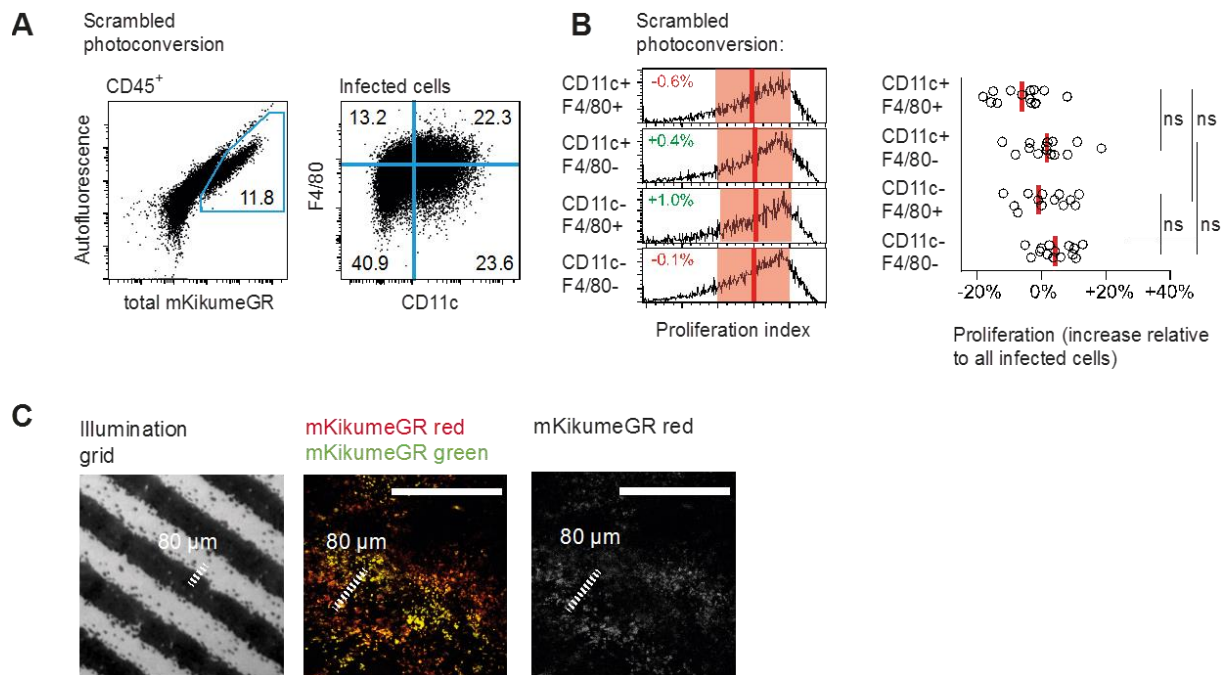 A
Scrambled
photoconversion
CD45+
Autofluorescence
11.8
total mKikumeGR
Infected cells
13.2
22.3
F4/80
40.9
23.6
CD11c
B
Scrambled
photoconversion:
CD11c+
F4/80+
-0.6%
CD11c+
F4/80-
+0.4%
CD11c-
F4/80+
+1.0%
CD11c-
F4/80-
-0.1%
Proliferation index
CD11c+
F4/80+
CD11c+
F4/80-
CD11c-
F4/80+
CD11c-
F4/80-
ns
ns
ns
ns
-20%
0%
+20%
+40%
Proliferation (increase relative
to all infected cells)
C
Illumination
grid
80 µm
mKikumeGR red
mKikumeGR green
80 µm
mKikumeGR red
80 µm